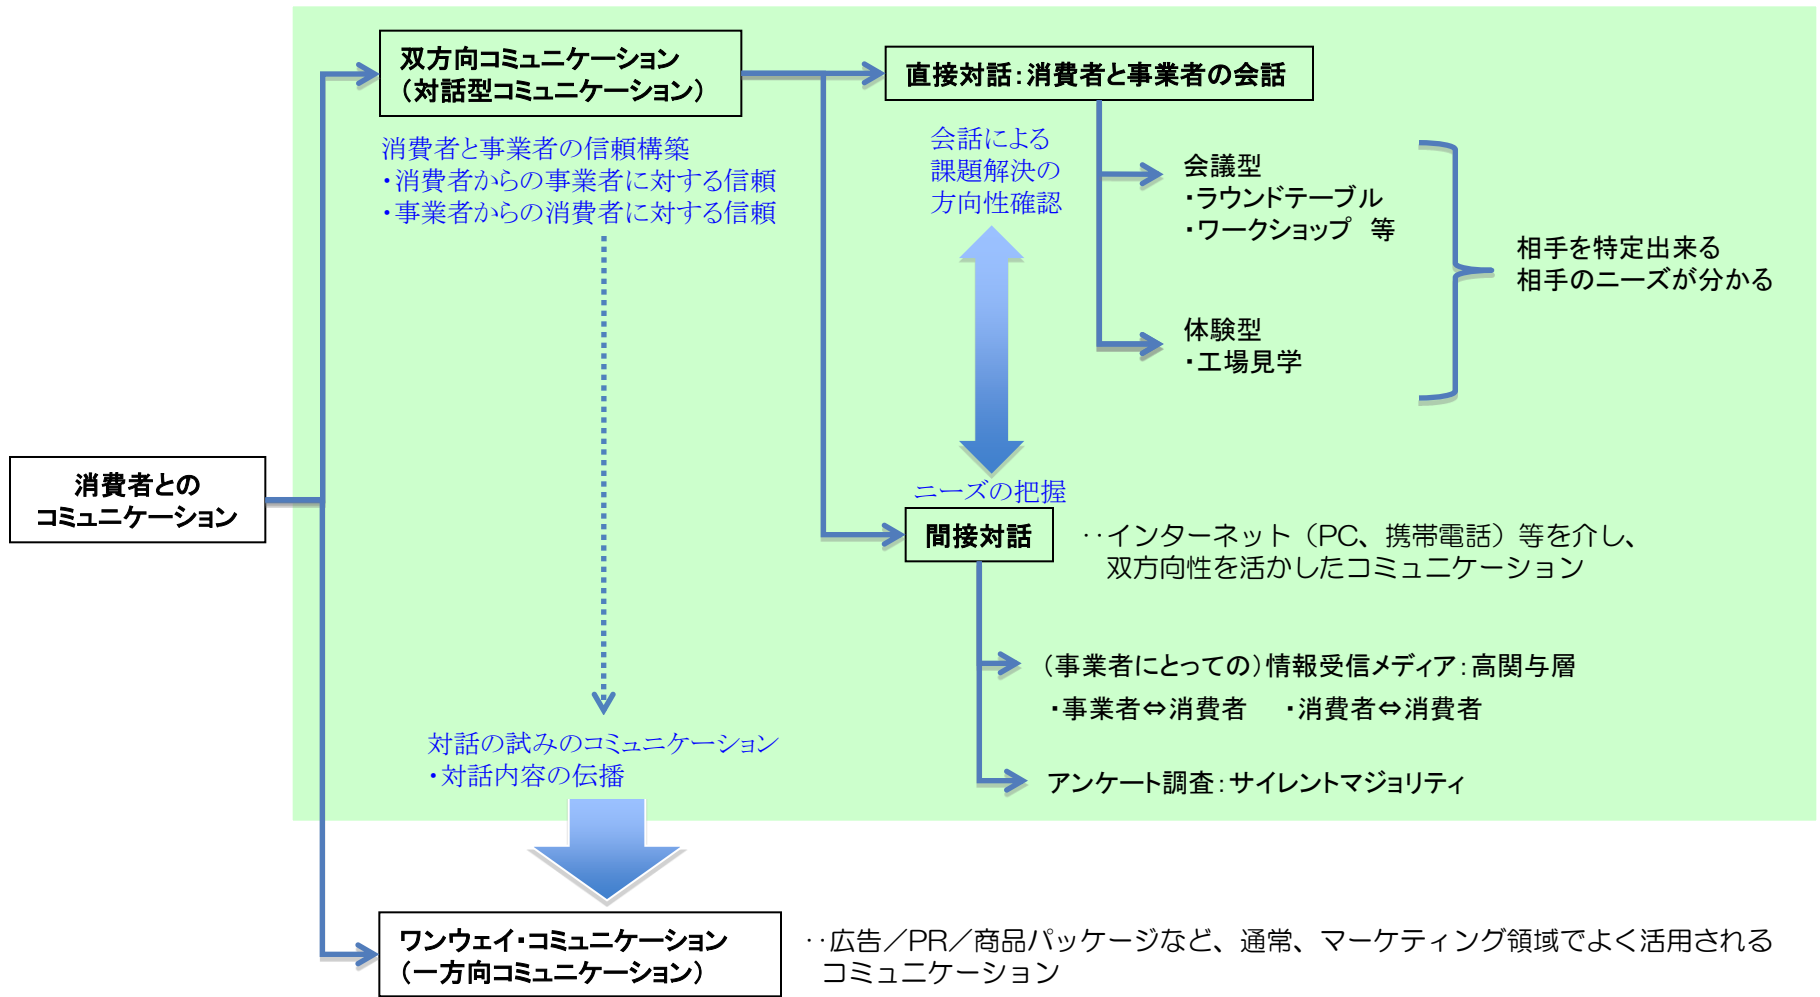 双方向コミュニケーション
（対話型コミュニケーション）
直接対話：消費者と事業者の会話
消費者と事業者の信頼構築
・消費者からの事業者に対する信頼
・事業者からの消費者に対する信頼
会話による
課題解決の
方向性確認
会議型
・ラウンドテーブル
・ワークショップ　等
相手を特定出来る
相手のニーズが分かる
体験型
・工場見学
消費者との
コミュニケーション
ニーズの把握
間接対話
‥インターネット（PC、携帯電話）等を介し、
双方向性を活かしたコミュニケーション
（事業者にとっての）情報受信メディア：高関与層
・事業者⇔消費者　・消費者⇔消費者
対話の試みのコミュニケーション
・対話内容の伝播
アンケート調査：サイレントマジョリティ
ワンウェイ・コミュニケーション
（一方向コミュニケーション）
‥広告／PR／商品パッケージなど、通常、マーケティング領域でよく活用される
コミュニケーション